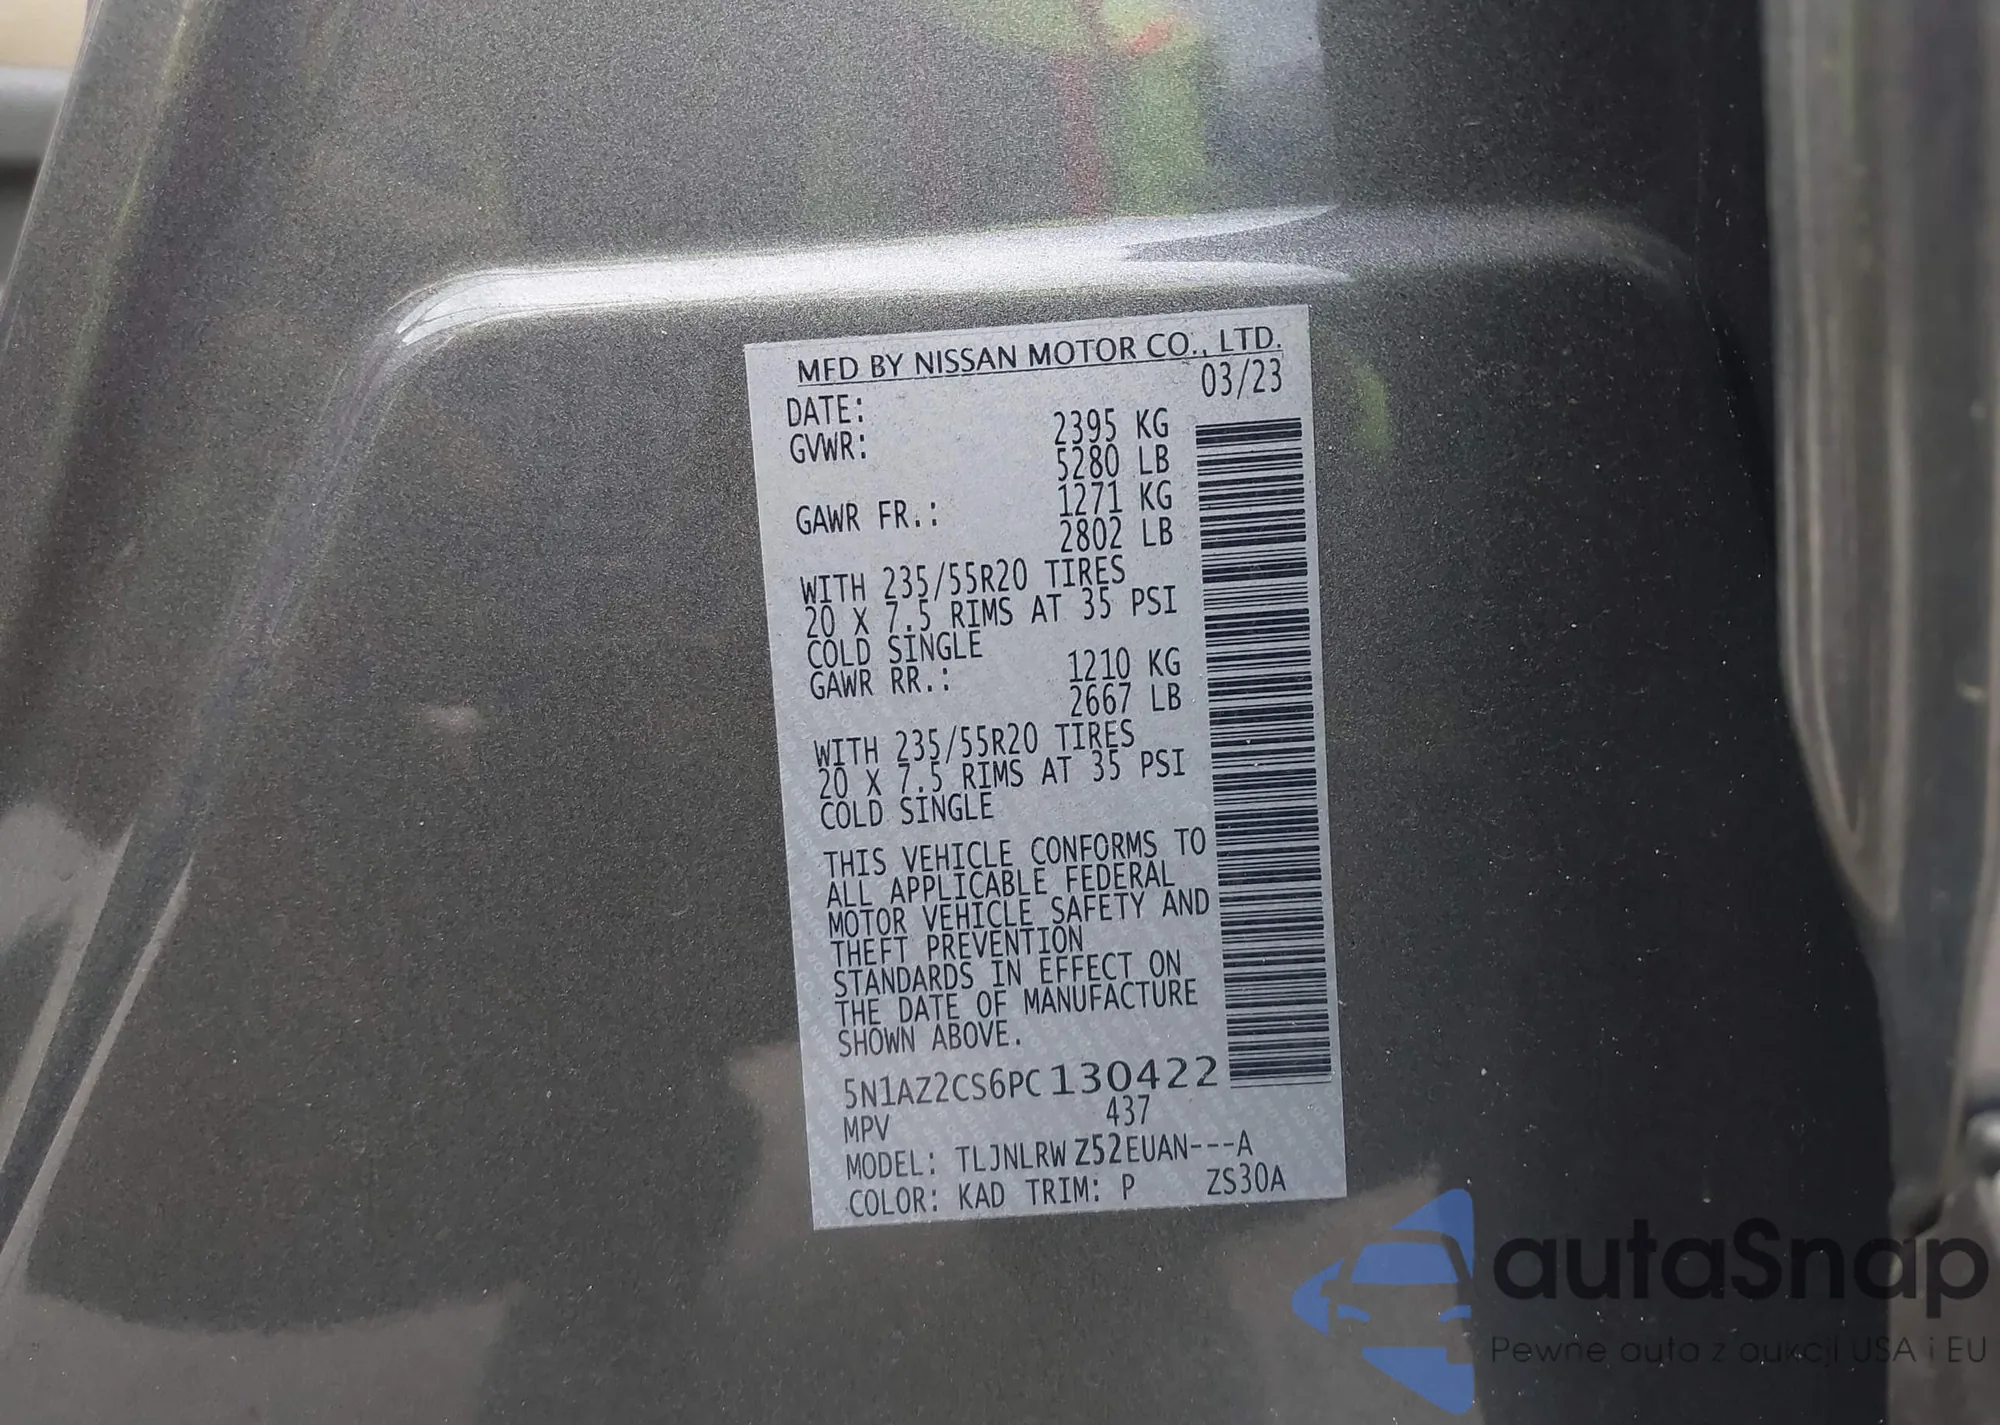 MFD BY NISSAN MOTOR CO., LTD.
DATE: 03/23
GVWR: 2395 KG
5280 LB
GAWR FR.: 1271 KG
2802 LB
WITH 235/55R20 TIRES
20 X 7.5 RIMS AT 35 PSI
COLD SINGLE
GAWR RR.: 1210 KG
2667 LB
WITH 235/55R20 TIRES
20 X 7.5 RIMS AT 35 PSI
COLD SINGLE
THIS VEHICLE CONFORMS TO
ALL APPLICABLE FEDERAL
MOTOR VEHICLE SAFETY AND
THEFT PREVENTION
STANDARDS IN EFFECT ON
THE DATE OF MANUFACTURE
SHOWN ABOVE.
5N1AZ2CS6PC130422
MPV 437
MODEL: TLJNLRW Z52EUAN---A
COLOR: KAD TRIM: P ZS30A
autaSnap
Pewne auta z aukcji USA i EU